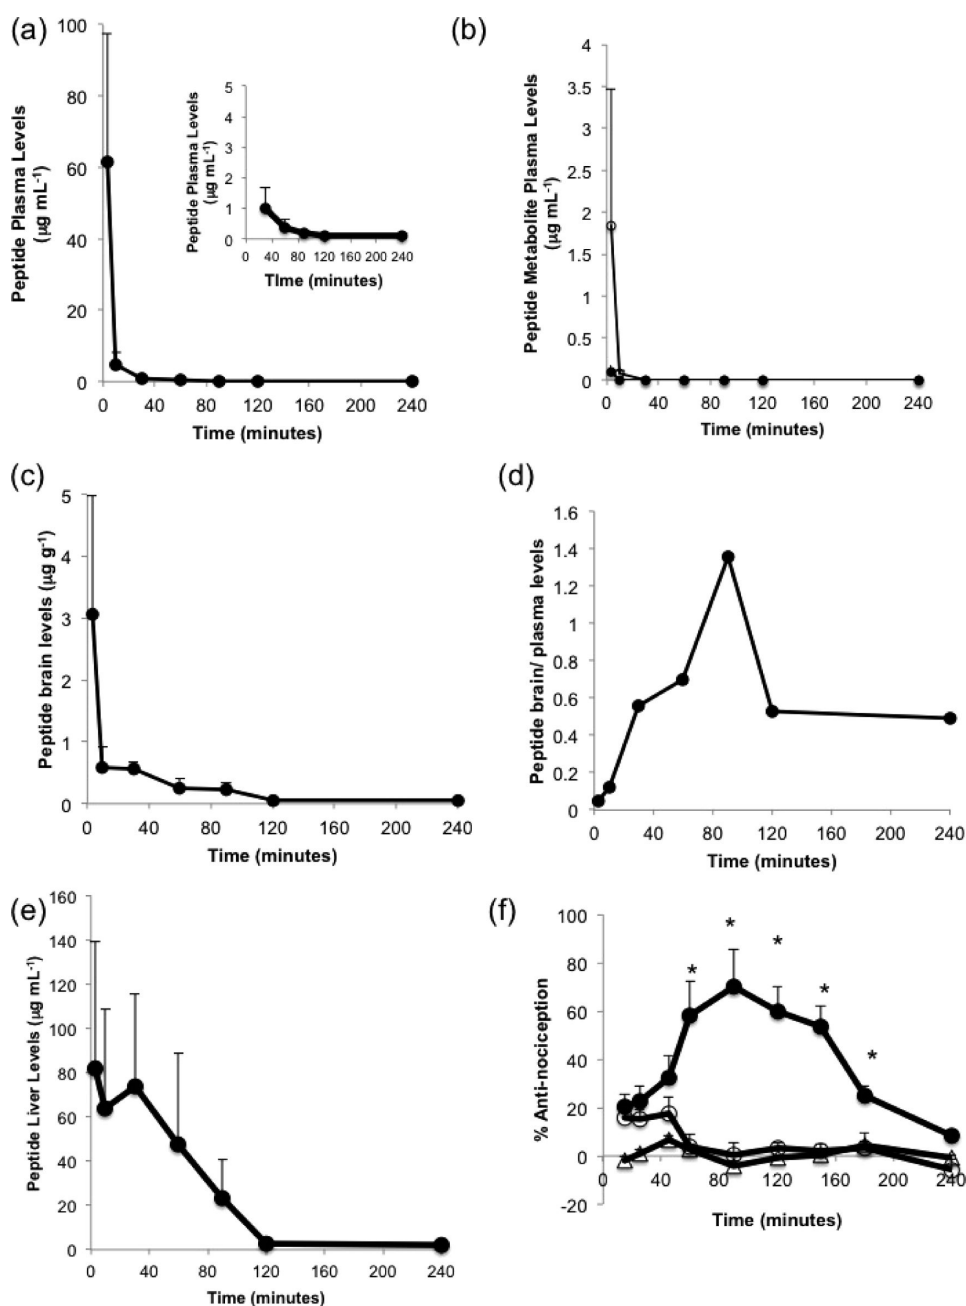 (a)
100
80
60
40
20
0
Peptide Plasma Levels
(µg mL-1)
0 40 80 120 160 200 240
Time (minutes)
5
4
3
2
1
0
Peptide Plasma Levels
(µg mL-1)
0 40 80 120 160 200 240
TIme (minutes)
(b)
4
3.5
3
2.5
2
1.5
1
0.5
0
Peptide Metabolite Plasma Levels
(µg mL-1)
0 40 80 120 160 200 240
Time (minutes)
(c)
5
4
3
2
1
0
Peptide brain levels (µg g-1)
0 40 80 120 160 200 240
Time (minutes)
(d)
1.6
1.4
1.2
1
0.8
0.6
0.4
0.2
0
Peptide brain/ plasma levels
0 40 80 120 160 200 240
Time (minutes)
(e)
160
140
120
100
80
60
40
20
0
Peptide Liver Levels (µg mL-1)
0 40 80 120 160 200 240
Time (minutes)
(f)
100
80
60
40
20
0
-20
% Anti-nociception
* * * * *
0 40 80 120 160 200 240
Time (minutes)